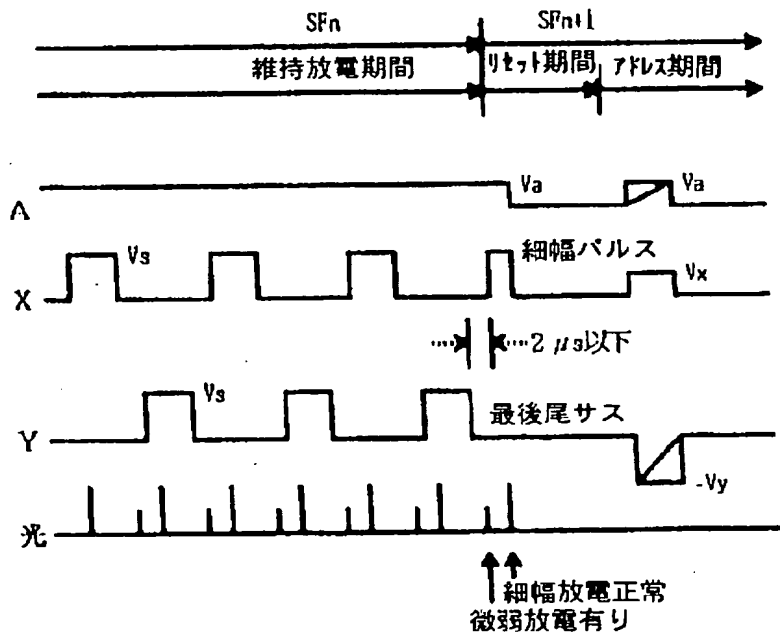 SFn SFn+1
維持放電期間 リセット期間 アドレス期間
A Va Va
X Vs 細幅パルス Vx
2 μs以下
Y Vs 最後尾サス -Vy
光
細幅放電正常
微弱放電有り